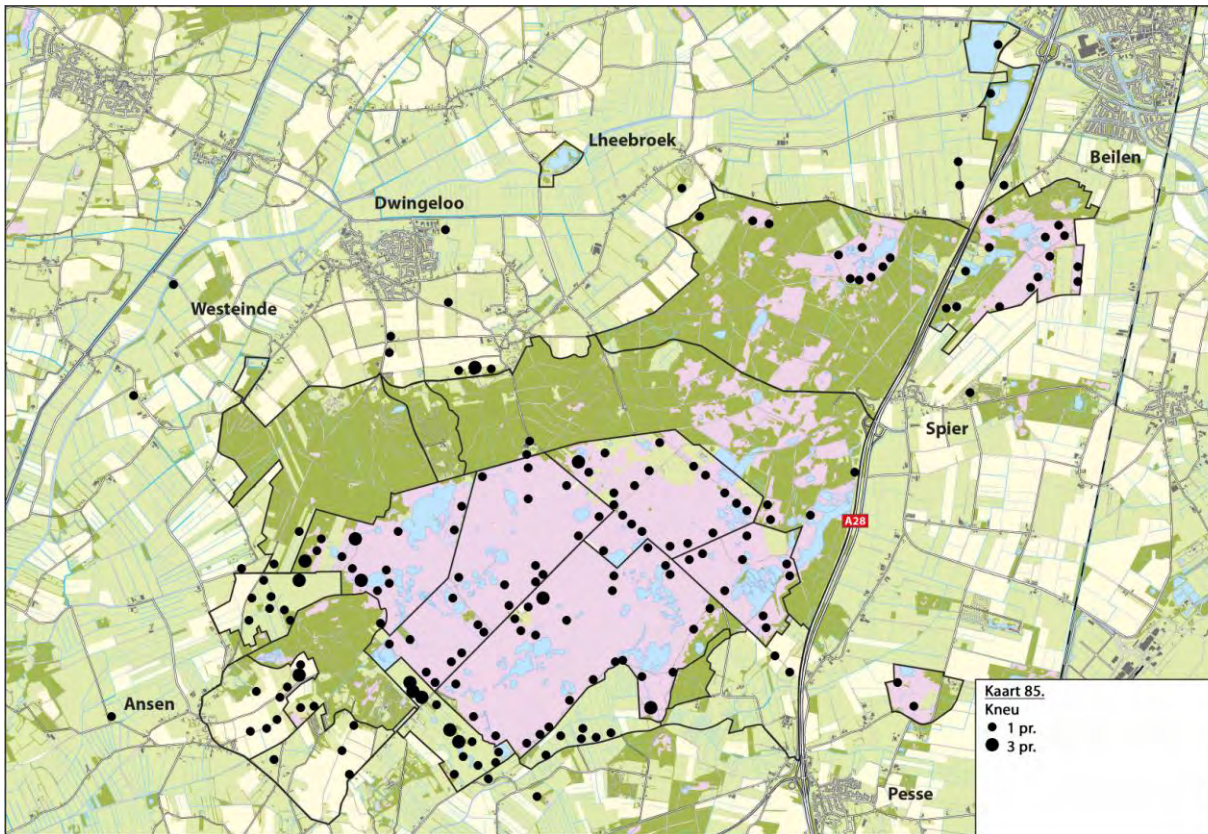 Lheebroek
Beilen
Dwingeloo
Westeinde
Spier
A28
Ansen
Pesse
Kaart 85.
Kneu
1 pr.
3 pr.